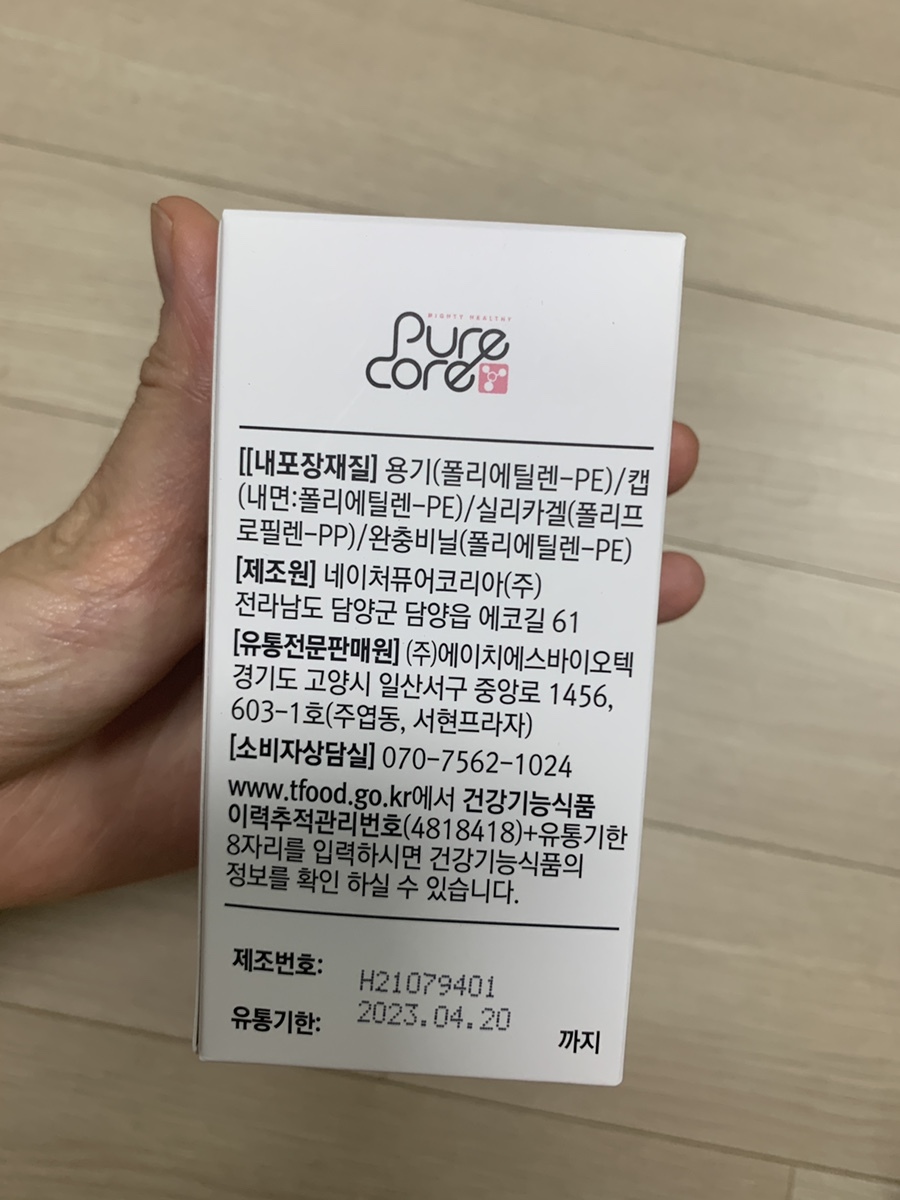 MIGHTY HEALTHY
Pure
core
[[내포장재질] 용기(폴리에틸렌-PE)/캡
(내면:폴리에틸렌-PE)/실리카겔(폴리프
로필렌-PP)/완충비닐(폴리에틸렌-PE)
[제조원] 네이처퓨어코리아(주)
전라남도 담양군 담양읍 에코길 61
[유통전문판매원] (주)에이치에스바이오텍
경기도 고양시 일산서구 중앙로 1456,
603-1호(주엽동, 서현프라자)
[소비자상담실] 070-7562-1024
www.tfood.go.kr에서 건강기능식품
이력추적관리번호(4818418)+유통기한
8자리를 입력하시면 건강기능식품의
정보를 확인 하실 수 있습니다.
제조번호: H21079401
유통기한: 2023.04.20 까지